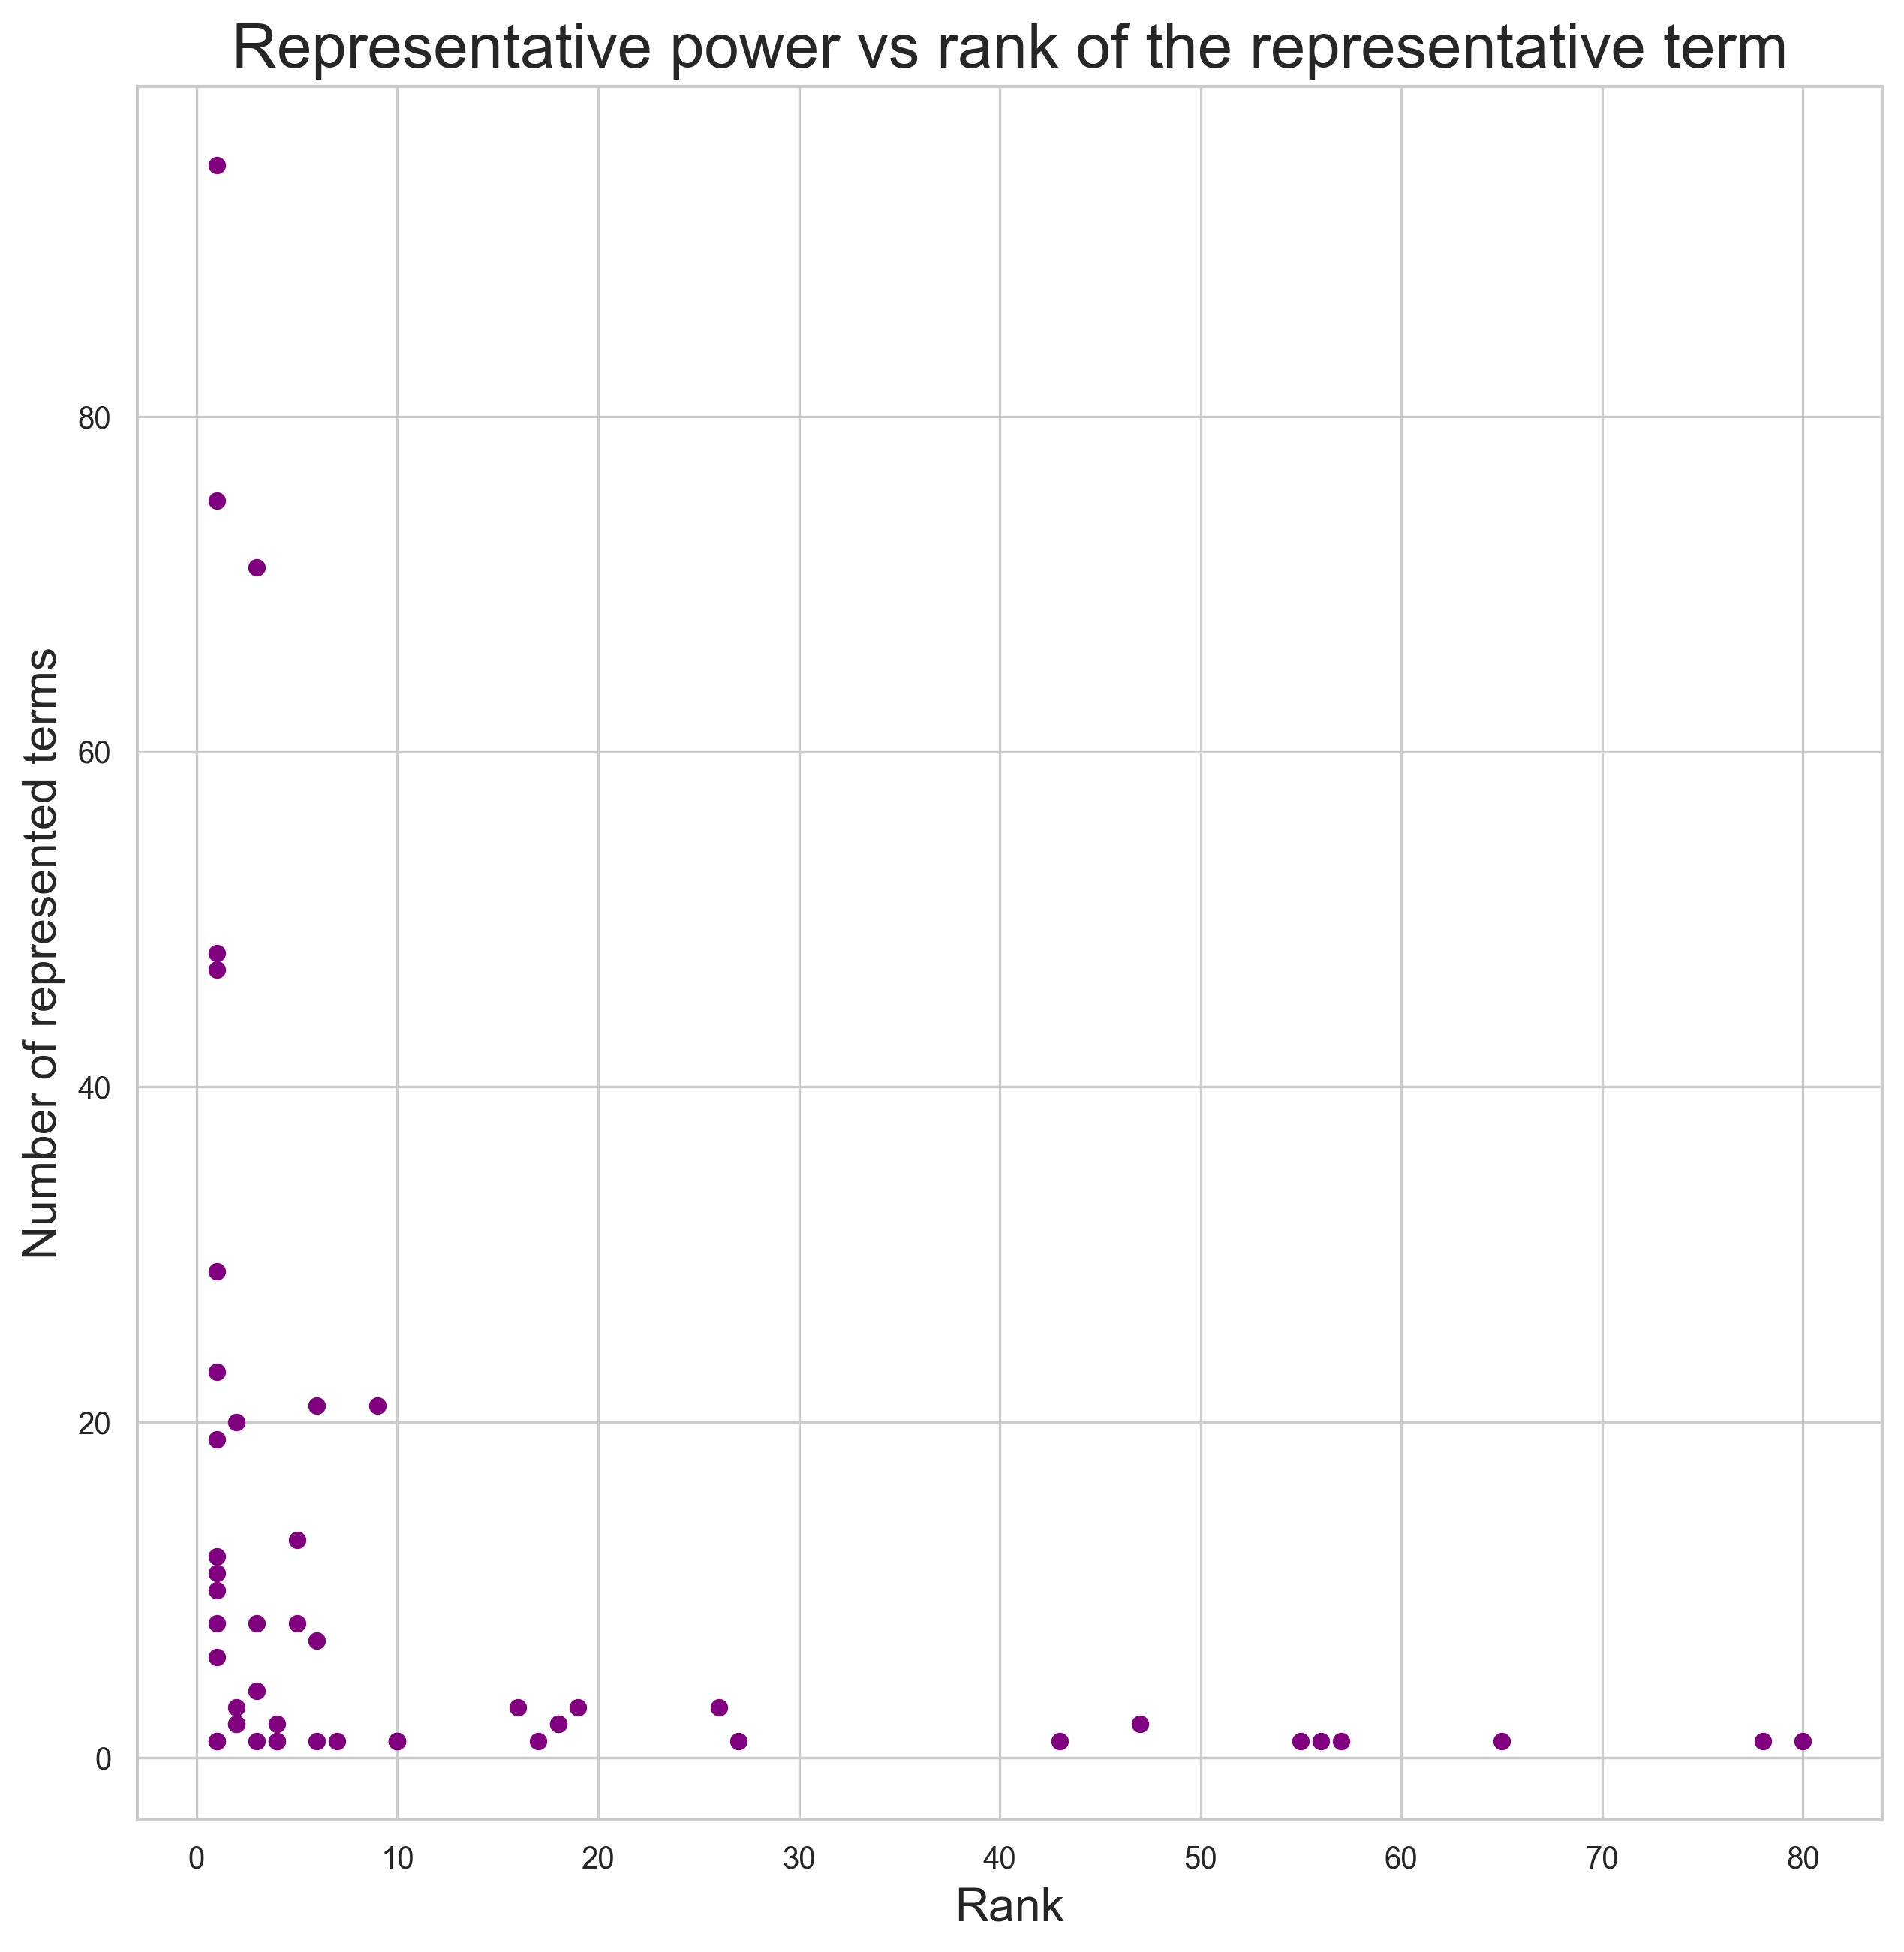 Representative power vs rank of the representative term
Number of represented terms
80
60
40
20
0
0 10 20 30 40 50 60 70 80
Rank